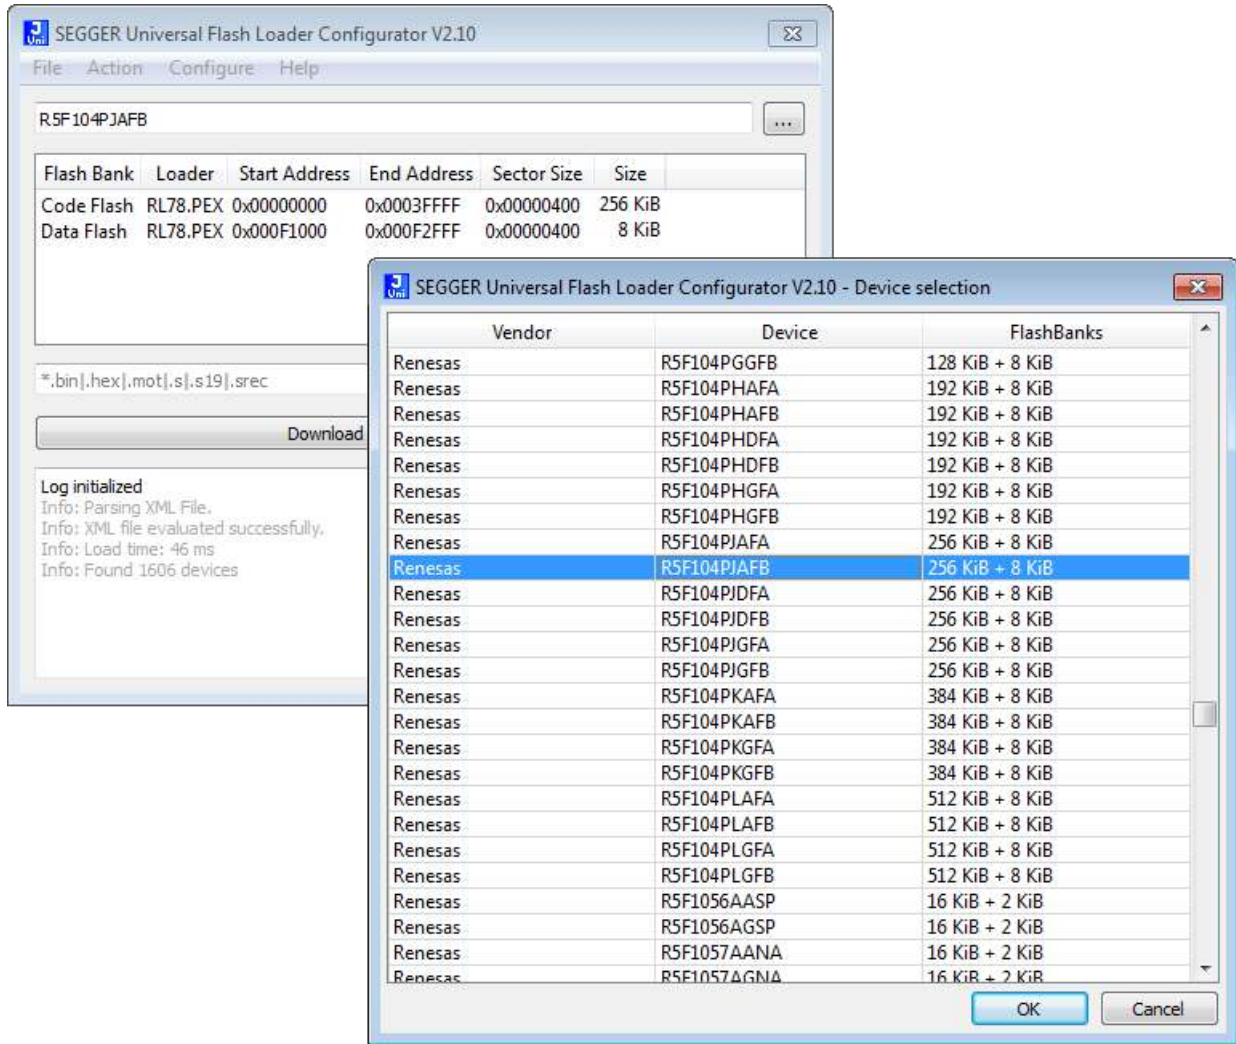 SEGGER Universal Flash Loader Configurator V2.10
File Action Configure Help
R5F104PJAFB
...
Flash Bank Loader Start Address End Address Sector Size Size
Code Flash RL78.PEX 0x00000000 0x0003FFFF 0x00000400 256 KiB
Data Flash RL78.PEX 0x000F1000 0x000F2FFF 0x00000400 8 KiB
*.bin|.hex|.mot|.s|.s19|.srec
Download
Log initialized
Info: Parsing XML File.
Info: XML file evaluated successfully.
Info: Load time: 46 ms
Info: Found 1606 devices
SEGGER Universal Flash Loader Configurator V2.10 - Device selection
Vendor Device FlashBanks
Renesas R5F104PGGFB 128 KiB + 8 KiB
Renesas R5F104PHAFA 192 KiB + 8 KiB
Renesas R5F104PHAFB 192 KiB + 8 KiB
Renesas R5F104PHDFA 192 KiB + 8 KiB
Renesas R5F104PHDFB 192 KiB + 8 KiB
Renesas R5F104PHGFA 192 KiB + 8 KiB
Renesas R5F104PHGFB 192 KiB + 8 KiB
Renesas R5F104PJAFA 256 KiB + 8 KiB
Renesas R5F104PJAFB 256 KiB + 8 KiB
Renesas R5F104PJDFA 256 KiB + 8 KiB
Renesas R5F104PJDFB 256 KiB + 8 KiB
Renesas R5F104PJGFA 256 KiB + 8 KiB
Renesas R5F104PJGFB 256 KiB + 8 KiB
Renesas R5F104PKAFA 384 KiB + 8 KiB
Renesas R5F104PKAFB 384 KiB + 8 KiB
Renesas R5F104PKGFA 384 KiB + 8 KiB
Renesas R5F104PKGFB 384 KiB + 8 KiB
Renesas R5F104PLAFA 512 KiB + 8 KiB
Renesas R5F104PLAFB 512 KiB + 8 KiB
Renesas R5F104PLGFA 512 KiB + 8 KiB
Renesas R5F104PLGFB 512 KiB + 8 KiB
Renesas R5F1056AASP 16 KiB + 2 KiB
Renesas R5F1056AGSP 16 KiB + 2 KiB
Renesas R5F1057AANA 16 KiB + 2 KiB
Renesas R5F1057AGNA 16 KiB + 2 KiB
OK Cancel